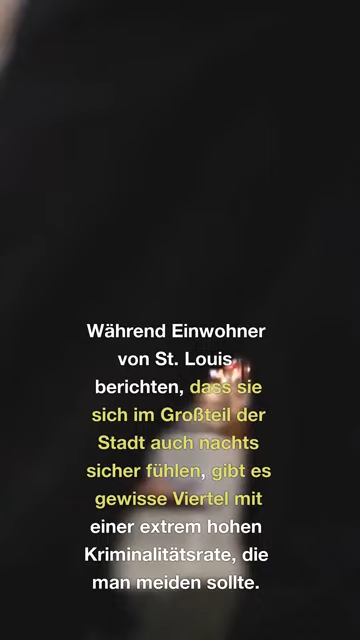 Während Einwohner
von St. Louis
berichten, dass sie
sich im Großteil der
Stadt auch nachts
sicher fühlen, gibt es
gewisse Viertel mit
einer extrem hohen
Kriminalitätsrate, die
man meiden sollte.